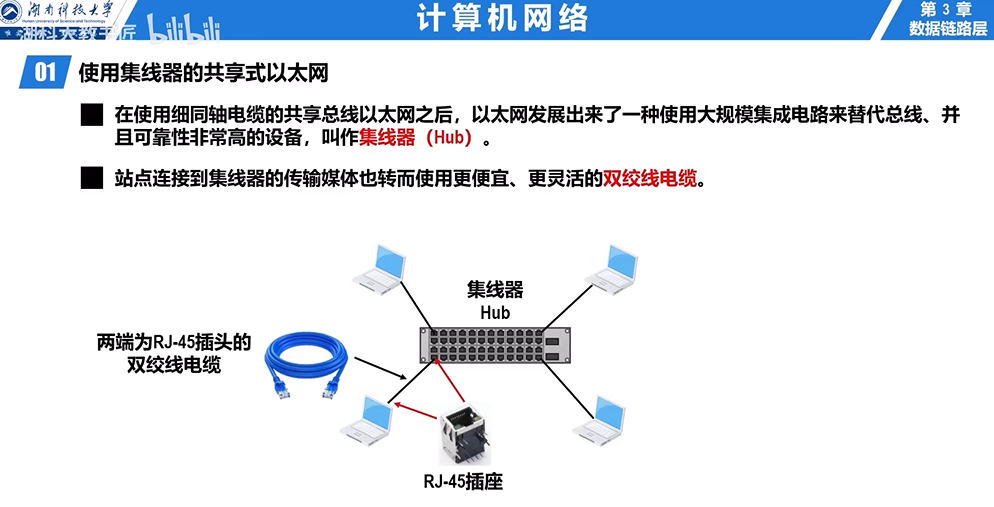 湖南科技大学
Hunan University of Science and Technology
bilibili
计算机网络
第 3 章
数据链路层
01 使用集线器的共享式以太网
在使用细同轴电缆的共享总线以太网之后，以太网发展出来了一种使用大规模集成电路来替代总线、并
且可靠性非常高的设备，叫作集线器（Hub）。
站点连接到集线器的传输媒体也转而使用更便宜、更灵活的双绞线电缆。
集线器
Hub
两端为RJ-45插头的
双绞线电缆
RJ-45插座